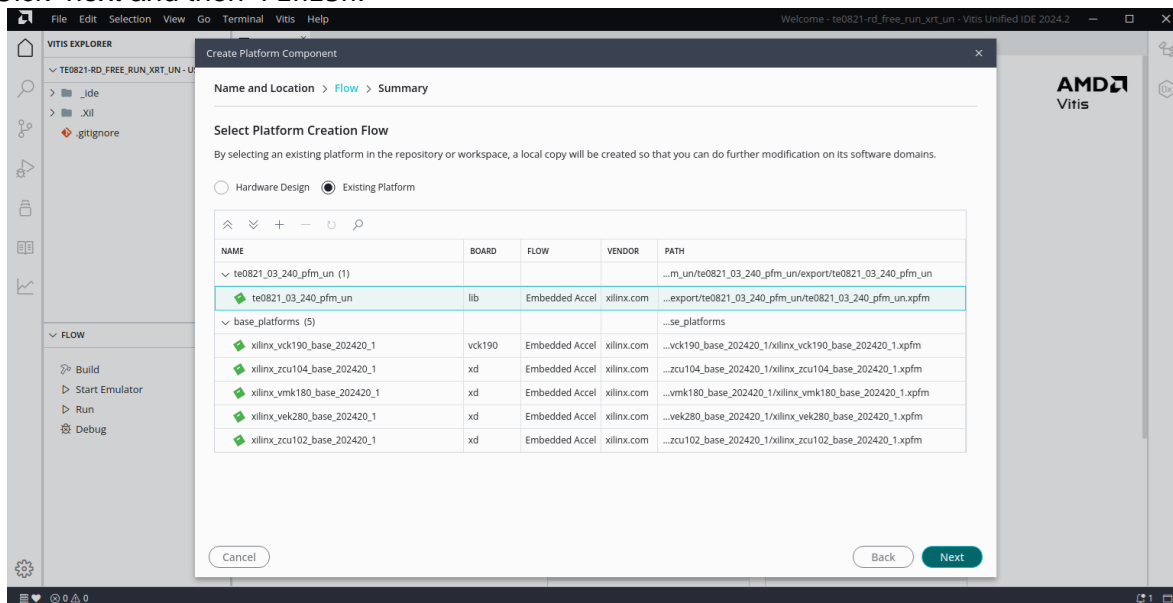 File Edit Selection View Go Terminal Vitis Help
Welcome - te0821-rd_free_run_xrt_un - Vitis Unified IDE 2024.2
VITIS EXPLORER
TE0821-RD_FREE_RUN_XRT_UN - U
_ide
.Xil
.gitignore
FLOW
Build
Start Emulator
Run
Debug
Create Platform Component
Name and Location > Flow > Summary
Select Platform Creation Flow
By selecting an existing platform in the repository or workspace, a local copy will be created so that you can do further modification on its software domains.
Hardware Design Existing Platform
NAME BOARD FLOW VENDOR PATH
te0821_03_240_pfm_un (1) ...m_un/te0821_03_240_pfm_un/export/te0821_03_240_pfm_un
te0821_03_240_pfm_un lib Embedded Accel xilinx.com ...export/te0821_03_240_pfm_un/te0821_03_240_pfm_un.xpfm
base_platforms (5) ...se_platforms
xilinx_vck190_base_202420_1 vck190 Embedded Accel xilinx.com ...vck190_base_202420_1/xilinx_vck190_base_202420_1.xpfm
xilinx_zcu104_base_202420_1 xd Embedded Accel xilinx.com ...zcu104_base_202420_1/xilinx_zcu104_base_202420_1.xpfm
xilinx_vmk180_base_202420_1 xd Embedded Accel xilinx.com ...vmk180_base_202420_1/xilinx_vmk180_base_202420_1.xpfm
xilinx_vek280_base_202420_1 xd Embedded Accel xilinx.com ...vek280_base_202420_1/xilinx_vek280_base_202420_1.xpfm
xilinx_zcu102_base_202420_1 xd Embedded Accel xilinx.com ...zcu102_base_202420_1/xilinx_zcu102_base_202420_1.xpfm
Cancel Back Next
AMD
Vitis
0 0
1